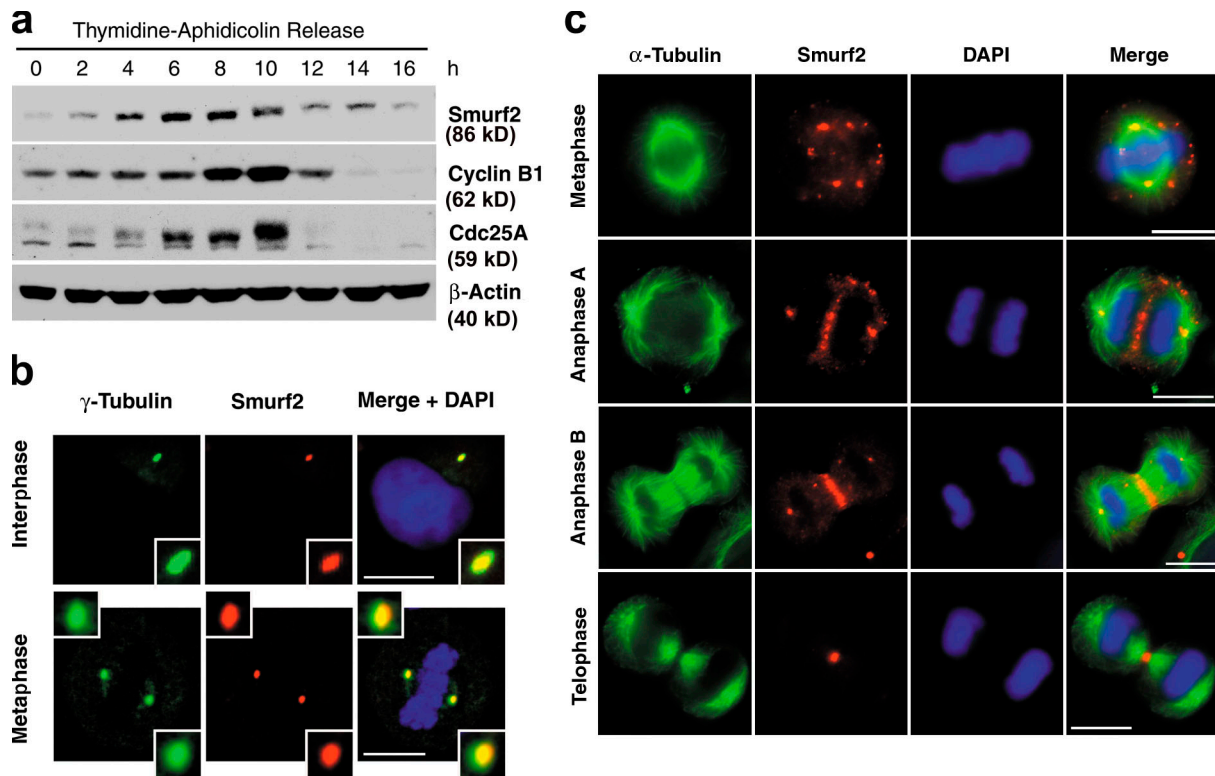 a
Thymidine-Aphidicolin Release
0 2 4 6 8 10 12 14 16 h
Smurf2
(86 kD)
Cyclin B1
(62 kD)
Cdc25A
(59 kD)
β-Actin
(40 kD)
b
γ-Tubulin Smurf2 Merge + DAPI
Interphase
Metaphase
c
α-Tubulin Smurf2 DAPI Merge
Metaphase
Anaphase A
Anaphase B
Telophase